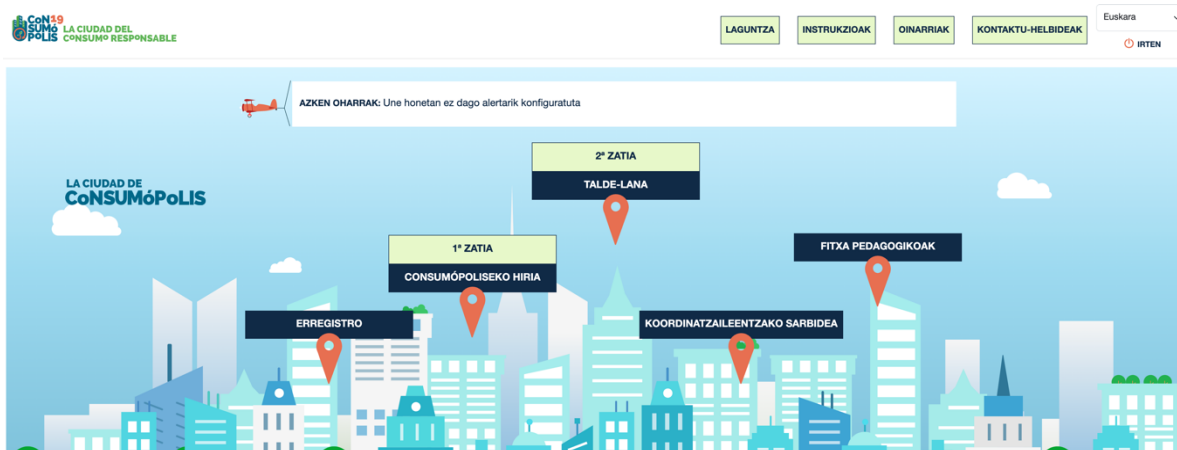 CoN19
SUMó
PoLIS
LA CIUDAD DEL
CoNSUMo RESPoNSABLE
LAGUNTZA
INSTRUKZIOAK
OINARRIAK
KONTAKTU-HELBIDEAK
Euskara
IRTEN
AZKEN OHARRAK: Une honetan ez dago alertarik konfiguratuta
LA CIUDAD DE
CoNSUMóPoLIS
2ª ZATIA
TALDE-LANA
1ª ZATIA
CONSUMÓPOLISEKO HIRIA
FITXA PEDAGOGIKOAK
ERREGISTRO
KOORDINATZAILEENTZAKO SARBIDEA